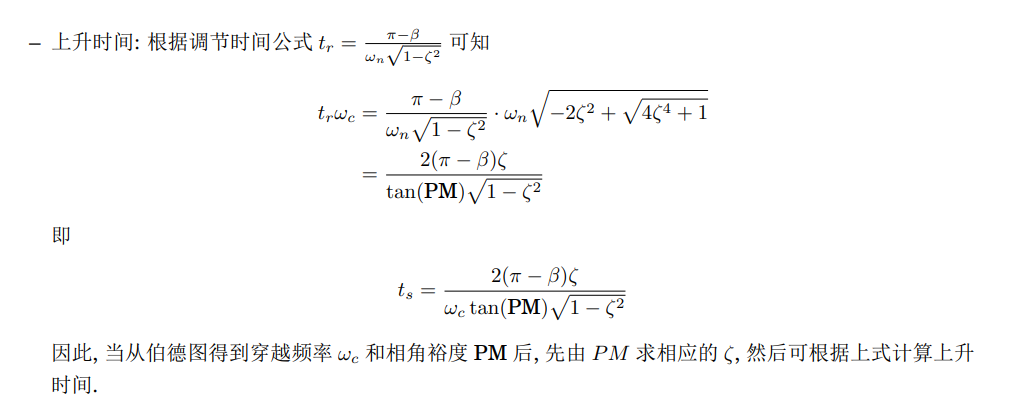 – 上升时间: 根据调节时间公式 $t_r = \frac{\pi-\beta}{\omega_n\sqrt{1-\zeta^2}}$ 可知
$t_r\omega_c = \frac{\pi-\beta}{\omega_n\sqrt{1-\zeta^2}} \cdot \omega_n\sqrt{-2\zeta^2+\sqrt{4\zeta^4+1}}$
$= \frac{2(\pi-\beta)\zeta}{\tan(\mathbf{PM})\sqrt{1-\zeta^2}}$
即
$t_s = \frac{2(\pi-\beta)\zeta}{\omega_c\tan(\mathbf{PM})\sqrt{1-\zeta^2}}$
因此, 当从伯德图得到穿越频率 $\omega_c$ 和相角裕度 $\mathbf{PM}$ 后, 先由 $PM$ 求相应的 $\zeta$, 然后可根据上式计算上升
时间.